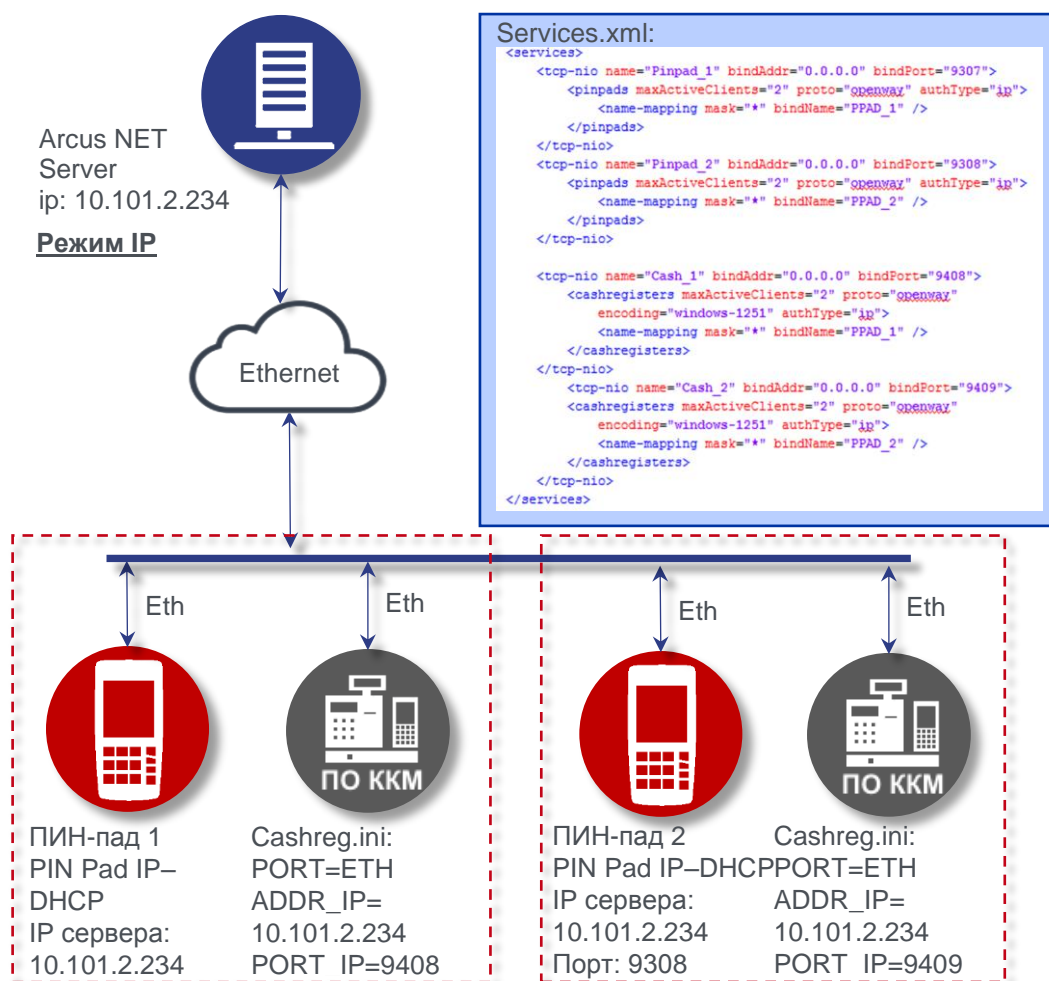 Services.xml:
<services>
<tcp-nio name="Pinpad_1" bindAddr="0.0.0.0" bindPort="9307">
<pinpads maxActiveClients="2" proto="openway" authType="ip">
<name-mapping mask="*" bindName="PPAD_1" />
</pinpads>
</tcp-nio>
<tcp-nio name="Pinpad_2" bindAddr="0.0.0.0" bindPort="9308">
<pinpads maxActiveClients="2" proto="openway" authType="ip">
<name-mapping mask="*" bindName="PPAD_2" />
</pinpads>
</tcp-nio>
<tcp-nio name="Cash_1" bindAddr="0.0.0.0" bindPort="9408">
<cashregisters maxActiveClients="2" proto="openway"
encoding="windows-1251" authType="ip">
<name-mapping mask="*" bindName="PPAD_1" />
</cashregisters>
</tcp-nio>
<tcp-nio name="Cash_2" bindAddr="0.0.0.0" bindPort="9409">
<cashregisters maxActiveClients="2" proto="openway"
encoding="windows-1251" authType="ip">
<name-mapping mask="*" bindName="PPAD_2" />
</cashregisters>
</tcp-nio>
</services>
Arcus NET
Server
ip: 10.101.2.234
Режим IP
Ethernet
Eth
Eth
Eth
Eth
ПО ККМ
ПО ККМ
ПИН-пад 1
PIN Pad IP–
DHCP
IP сервера:
10.101.2.234
Cashreg.ini:
PORT=ETH
ADDR_IP=
10.101.2.234
PORT_IP=9408
ПИН-пад 2
PIN Pad IP–DHCP
IP сервера:
10.101.2.234
Порт: 9308
Cashreg.ini:
PORT=ETH
ADDR_IP=
10.101.2.234
PORT_IP=9409